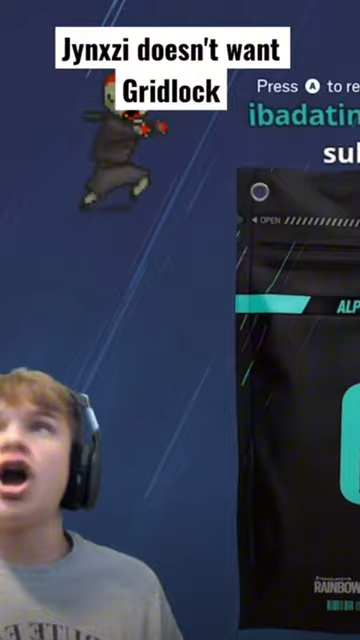 Jynxzi doesn't want
Gridlock
Press A to re
ibadatin
sul
OPEN
ALP
RAINBOW